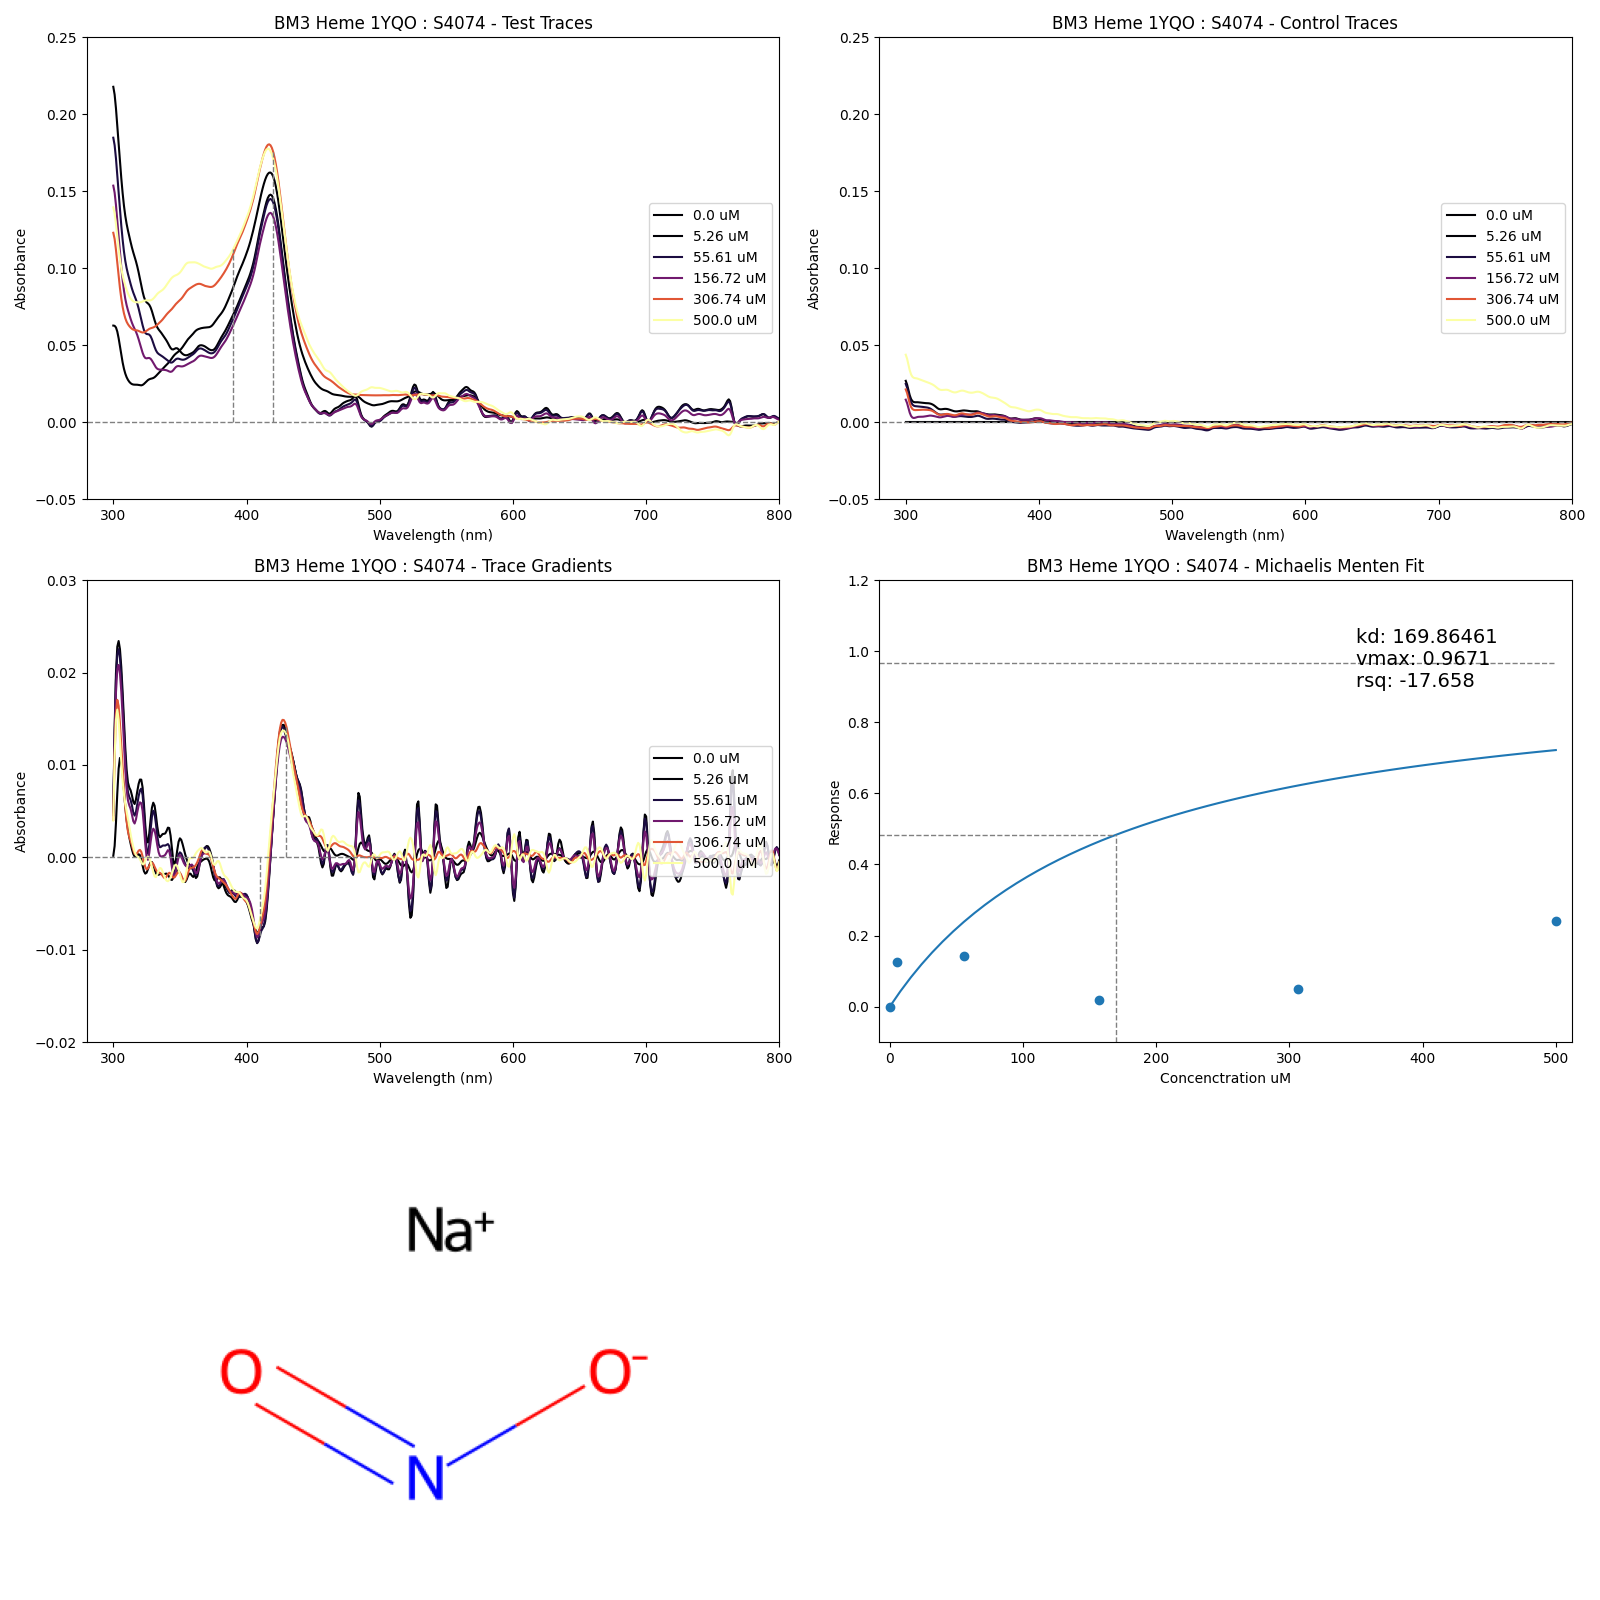 BM3 Heme 1YQO : S4074 - Test Traces
0.25
0.20
0.15
0.10
0.05
0.00
−0.05
Absorbance
300 400 500 600 700 800
Wavelength (nm)
0.0 uM
5.26 uM
55.61 uM
156.72 uM
306.74 uM
500.0 uM
BM3 Heme 1YQO : S4074 - Control Traces
0.25
0.20
0.15
0.10
0.05
0.00
−0.05
Absorbance
300 400 500 600 700 800
Wavelength (nm)
0.0 uM
5.26 uM
55.61 uM
156.72 uM
306.74 uM
500.0 uM
BM3 Heme 1YQO : S4074 - Trace Gradients
0.03
0.02
0.01
0.00
−0.01
−0.02
Absorbance
300 400 500 600 700 800
Wavelength (nm)
0.0 uM
5.26 uM
55.61 uM
156.72 uM
306.74 uM
500.0 uM
BM3 Heme 1YQO : S4074 - Michaelis Menten Fit
1.2
1.0
0.8
0.6
0.4
0.2
0.0
Response
0 100 200 300 400 500
Concenctration uM
kd: 169.86461
vmax: 0.9671
rsq: -17.658
Na+
O O−
N